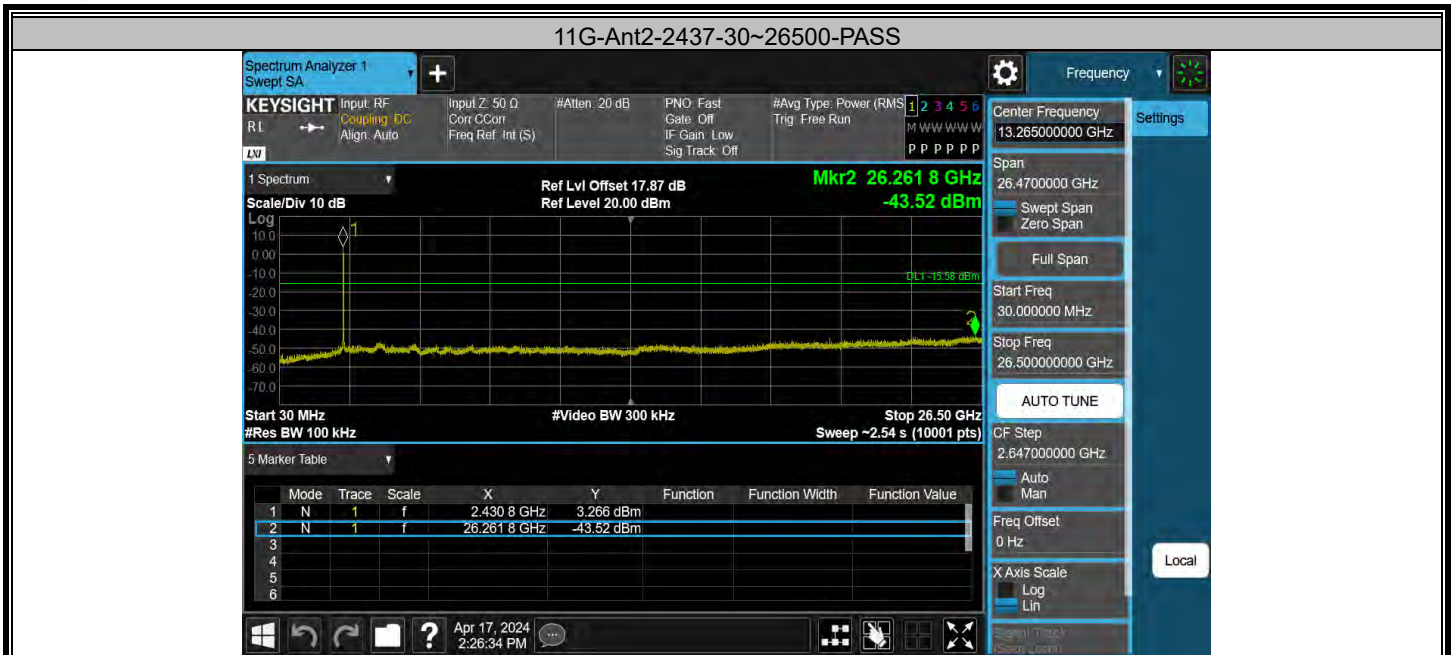 11G-Ant2-2437-30~26500-PASS
Spectrum Analyzer 1
Swept SA
+
Frequency
KEYSIGHT
RL
LXI
Input: RF
Coupling: DC
Align: Auto
Input Z: 50 Ω
Corr CCorr
Freq Ref: Int (S)
#Atten: 20 dB
PNO: Fast
Gate: Off
IF Gain: Low
Sig Track: Off
#Avg Type: Power (RMS
Trig: Free Run
1 2 3 4 5 6
M W W W W W
P P P P P P
1 Spectrum
Scale/Div 10 dB
Ref Lvl Offset 17.87 dB
Ref Level 20.00 dBm
Mkr2 26.261 8 GHz
-43.52 dBm
Log
10.0
0.00
-10.0
-20.0
-30.0
-40.0
-50.0
-60.0
-70.0
1
DL1 -15.58 dBm
2
Start 30 MHz
#Res BW 100 kHz
#Video BW 300 kHz
Stop 26.50 GHz
Sweep ~2.54 s (10001 pts)
5 Marker Table
Mode Trace Scale X Y Function Function Width Function Value
1 N 1 f 2.430 8 GHz 3.266 dBm
2 N 1 f 26.261 8 GHz -43.52 dBm
3
4
5
6
Apr 17, 2024
2:26:34 PM
Center Frequency
13.265000000 GHz
Settings
Span
26.4700000 GHz
Swept Span
Zero Span
Full Span
Start Freq
30.000000 MHz
Stop Freq
26.500000000 GHz
AUTO TUNE
CF Step
2.647000000 GHz
Auto
Man
Freq Offset
0 Hz
X Axis Scale
Log
Lin
Signal Track
(Span Zoom)
Local